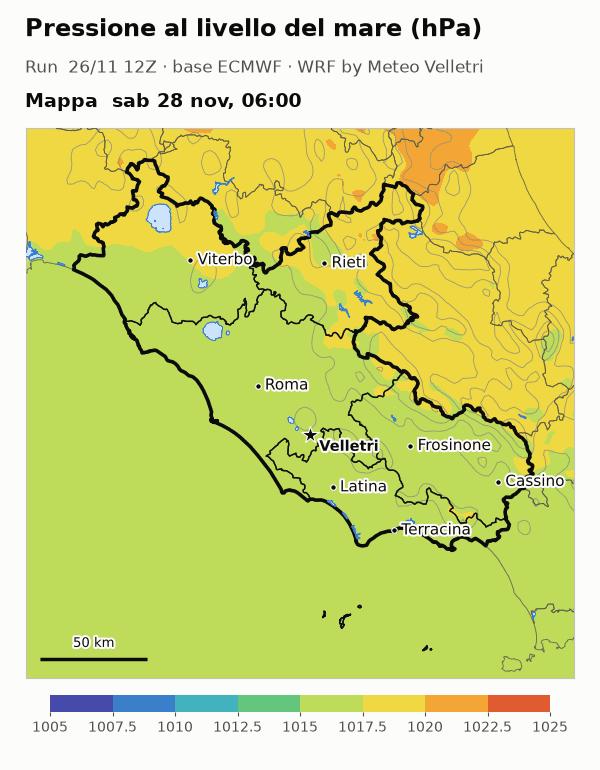 Pressione al livello del mare (hPa)
Run  26/11 12Z · base ECMWF · WRF by Meteo Velletri
Mappa  sab 28 nov, 06:00
Viterbo
Rieti
Roma
Velletri
Frosinone
Latina
Cassino
Terracina
50 km
1005 1007.5 1010 1012.5 1015 1017.5 1020 1022.5 1025